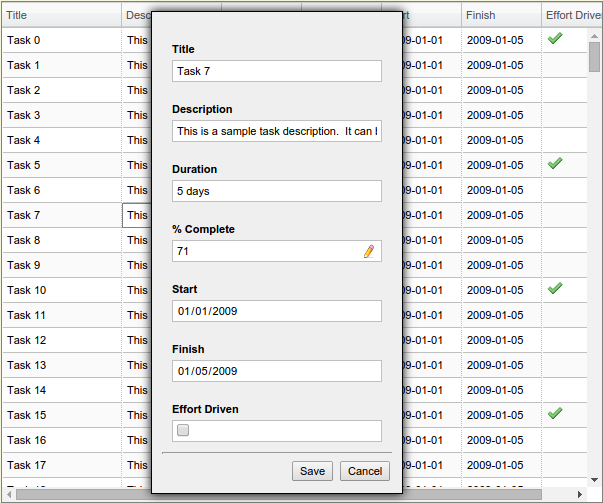 Title Desc rt Finish Effort Driven
Task 0 This 09-01-01 2009-01-05
Task 1 This 09-01-01 2009-01-05
Task 2 This 09-01-01 2009-01-05
Task 3 This 09-01-01 2009-01-05
Task 4 This 09-01-01 2009-01-05
Task 5 This 09-01-01 2009-01-05
Task 6 This 09-01-01 2009-01-05
Task 7 This 09-01-01 2009-01-05
Task 8 This 09-01-01 2009-01-05
Task 9 This 09-01-01 2009-01-05
Task 10 This 09-01-01 2009-01-05
Task 11 This 09-01-01 2009-01-05
Task 12 This 09-01-01 2009-01-05
Task 13 This 09-01-01 2009-01-05
Task 14 This 09-01-01 2009-01-05
Task 15 This 09-01-01 2009-01-05
Task 16 This 09-01-01 2009-01-05
Task 17 This 09-01-01 2009-01-05
Title
Task 7
Description
This is a sample task description. It can
Duration
5 days
% Complete
71
Start
01/01/2009
Finish
01/05/2009
Effort Driven
Save Cancel